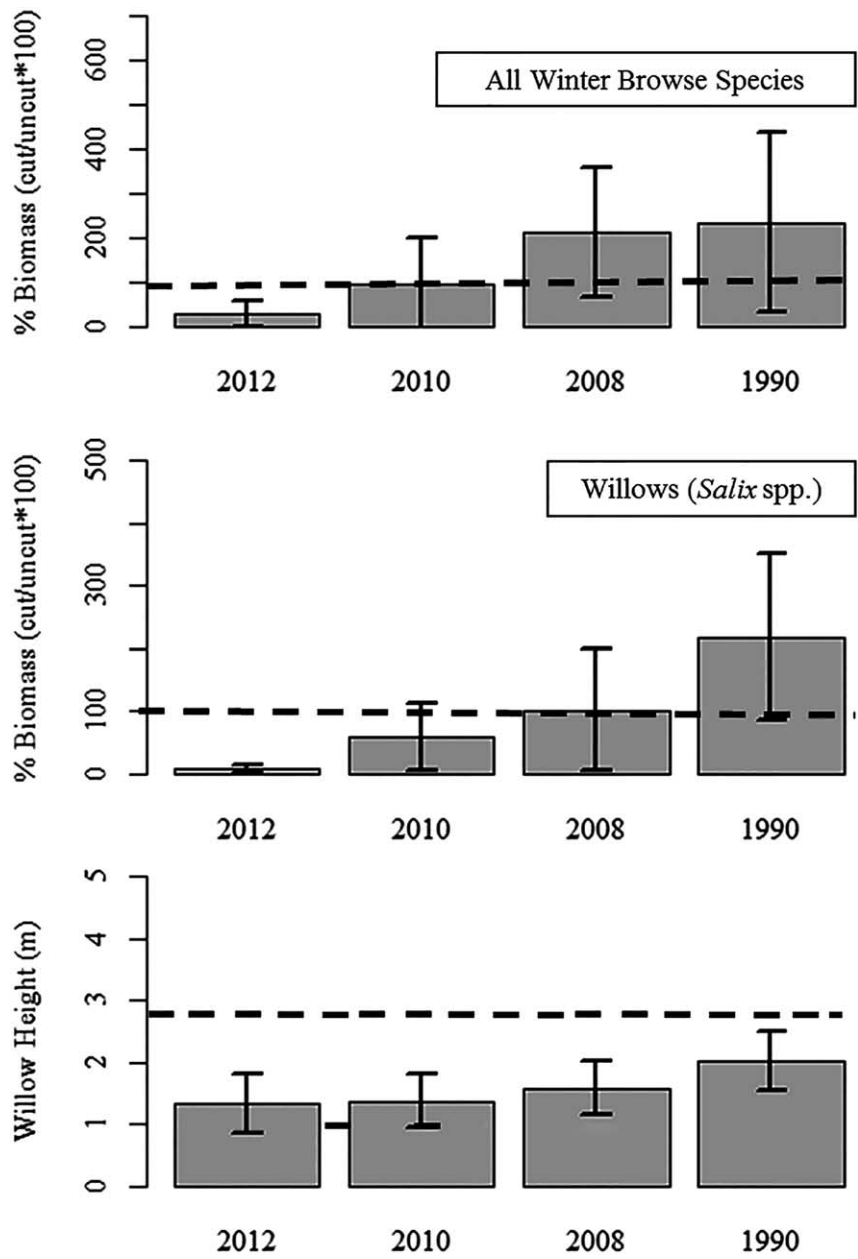 % Biomass (cut/uncut*100)
600
400
200
0
All Winter Browse Species
2012 2010 2008 1990
% Biomass (cut/uncut*100)
500
300
100
0
Willows (Salix spp.)
2012 2010 2008 1990
Willow Height (m)
5
4
3
2
1
0
2012 2010 2008 1990